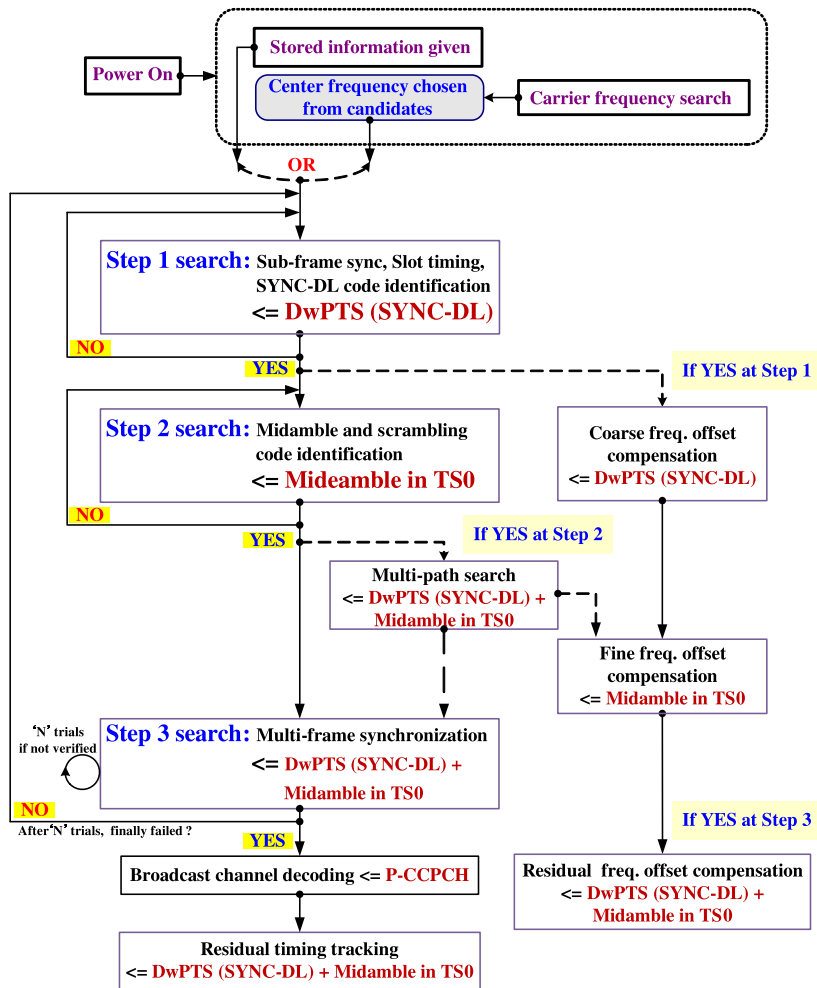 Stored information given
Power On
Center frequency chosen
from candidates
Carrier frequency search
OR
Step 1 search: Sub-frame sync, Slot timing,
SYNC-DL code identification
<= DwPTS (SYNC-DL)
NO
YES
If YES at Step 1
Step 2 search: Midamble and scrambling
code identification
<= Mideamble in TS0
Coarse freq. offset
compensation
<= DwPTS (SYNC-DL)
NO
YES
If YES at Step 2
Multi-path search
<= DwPTS (SYNC-DL) +
Midamble in TS0
Fine freq. offset
compensation
<= Midamble in TS0
‘N’ trials
if not verified
Step 3 search: Multi-frame synchronization
<= DwPTS (SYNC-DL) +
Midamble in TS0
NO
After‘N’ trials, finally failed ?
YES
If YES at Step 3
Broadcast channel decoding <= P-CCPCH
Residual freq. offset compensation
<= DwPTS (SYNC-DL) +
Midamble in TS0
Residual timing tracking
<= DwPTS (SYNC-DL) + Midamble in TS0